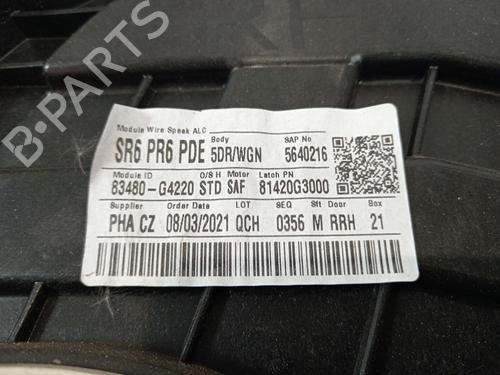 B-PARTS
RH
Module Wire Speak ALC Body SAP No
SR6 PR6 PDE 5DR/WGN 5640216
Module ID O/S H Motor Latch PN
83480-G4220 STD SAF 81420G3000
Supplier Order Date LOT SEQ Sft Door Box
PHA CZ 08/03/2021 QCH 0356 M RRH 21